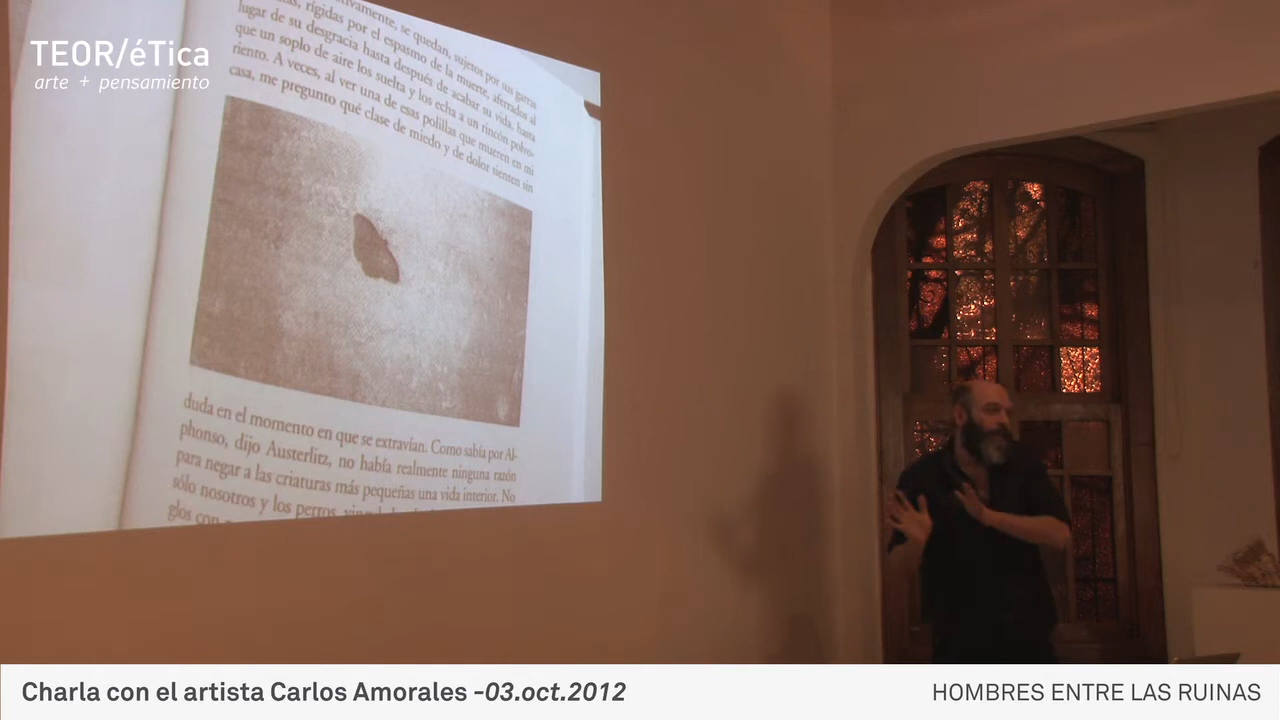 TEOR/éTica
arte + pensamiento
se quedan, sujetos por sus garras
rígidas por el espasmo de la muerte, aferrados al
lugar de su desgracia hasta después de acabar su vida, hasta
que un soplo de aire los suelta y los echa a un rincón polvo-
riento. A veces, al ver una de esas polillas que mueren en mi
casa, me pregunto qué clase de miedo y de dolor sienten sin
duda en el momento en que se extravían. Como sabía por Al-
phonso, dijo Austerlitz, no había realmente ninguna razón
para negar a las criaturas más pequeñas una vida interior. No
sólo nosotros y los perros,
glos con
Charla con el artista Carlos Amorales -03.oct.2012
HOMBRES ENTRE LAS RUINAS